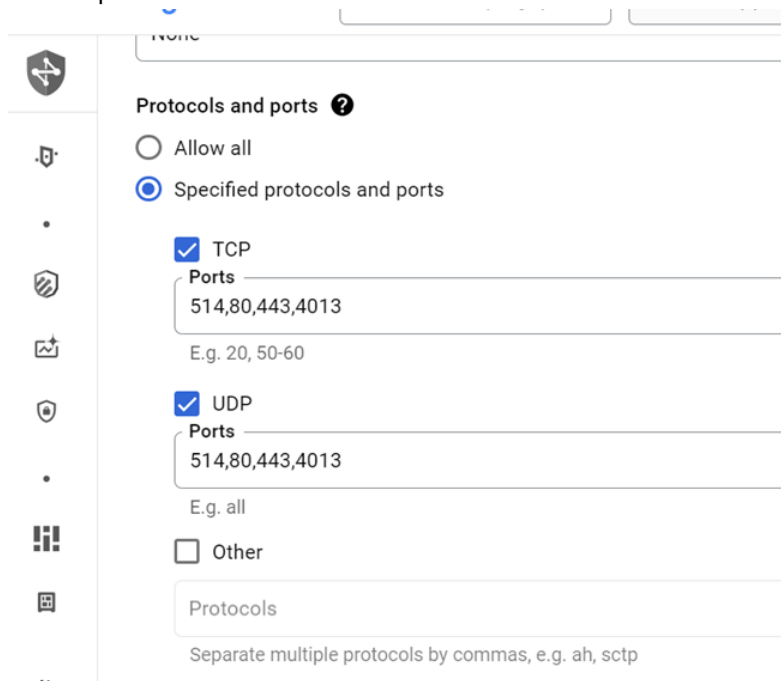 None
Protocols and ports ?
Allow all
Specified protocols and ports
TCP
Ports
514,80,443,4013
E.g. 20, 50-60
UDP
Ports
514,80,443,4013
E.g. all
Other
Protocols
Separate multiple protocols by commas, e.g. ah, sctp